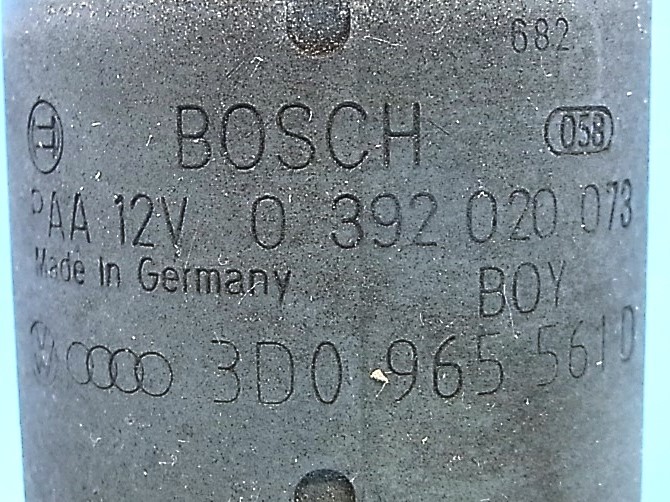 682
BOSCH 058
PAA 12V 0 392 020 073
Made In Germany BOY
3D0 965 561 D